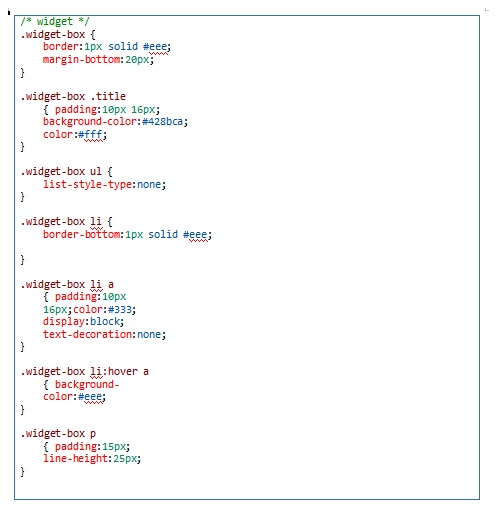 /* widget */
.widget-box {
border:1px solid #eee;
margin-bottom:20px;
}
.widget-box .title
{ padding:10px 16px;
background-color:#428bca;
color:#fff;
}
.widget-box ul {
list-style-type:none;
}
.widget-box li {
border-bottom:1px solid #eee;
}
.widget-box li a
{ padding:10px
16px;color:#333;
display:block;
text-decoration:none;
}
.widget-box li:hover a
{ background-
color:#eee;
}
.widget-box p
{ padding:15px;
line-height:25px;
}